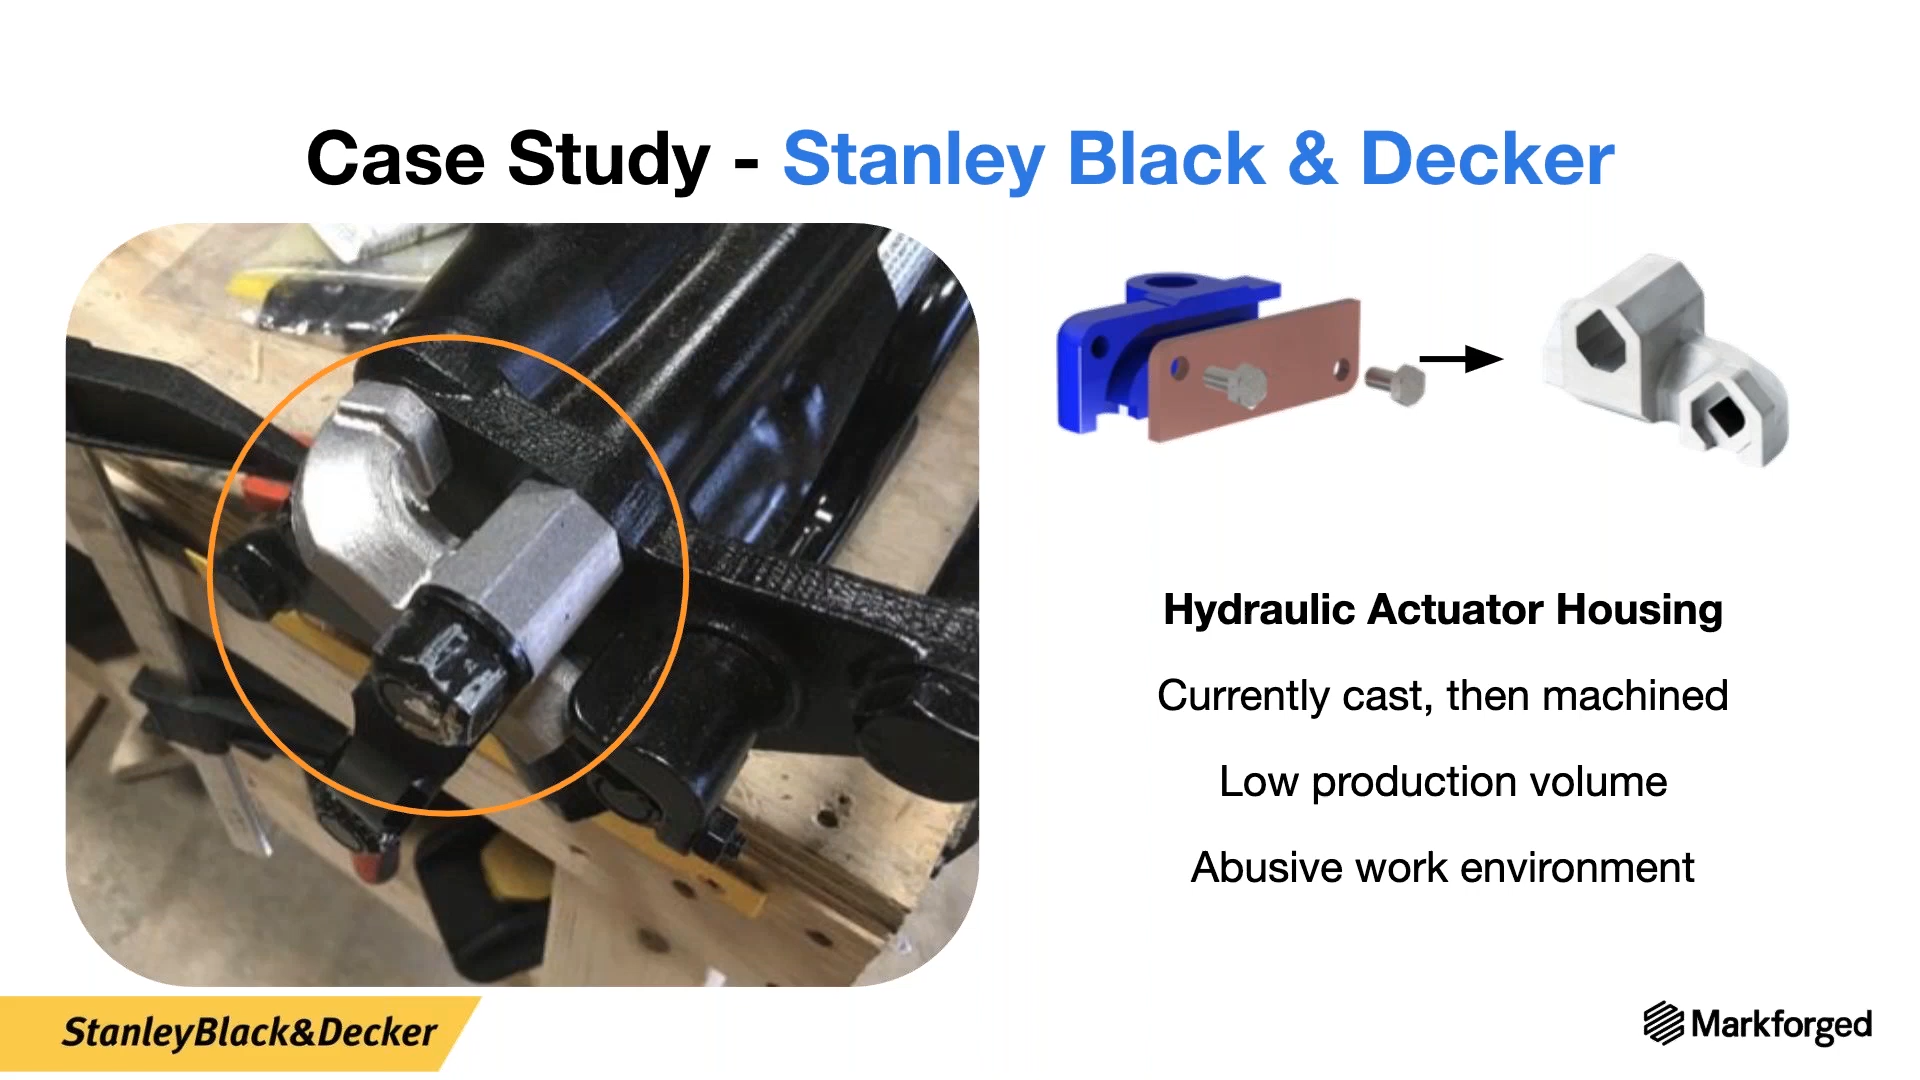 Case Study - Stanley Black & Decker
Hydraulic Actuator Housing
Currently cast, then machined
Low production volume
Abusive work environment
StanleyBlack&Decker
Markforged